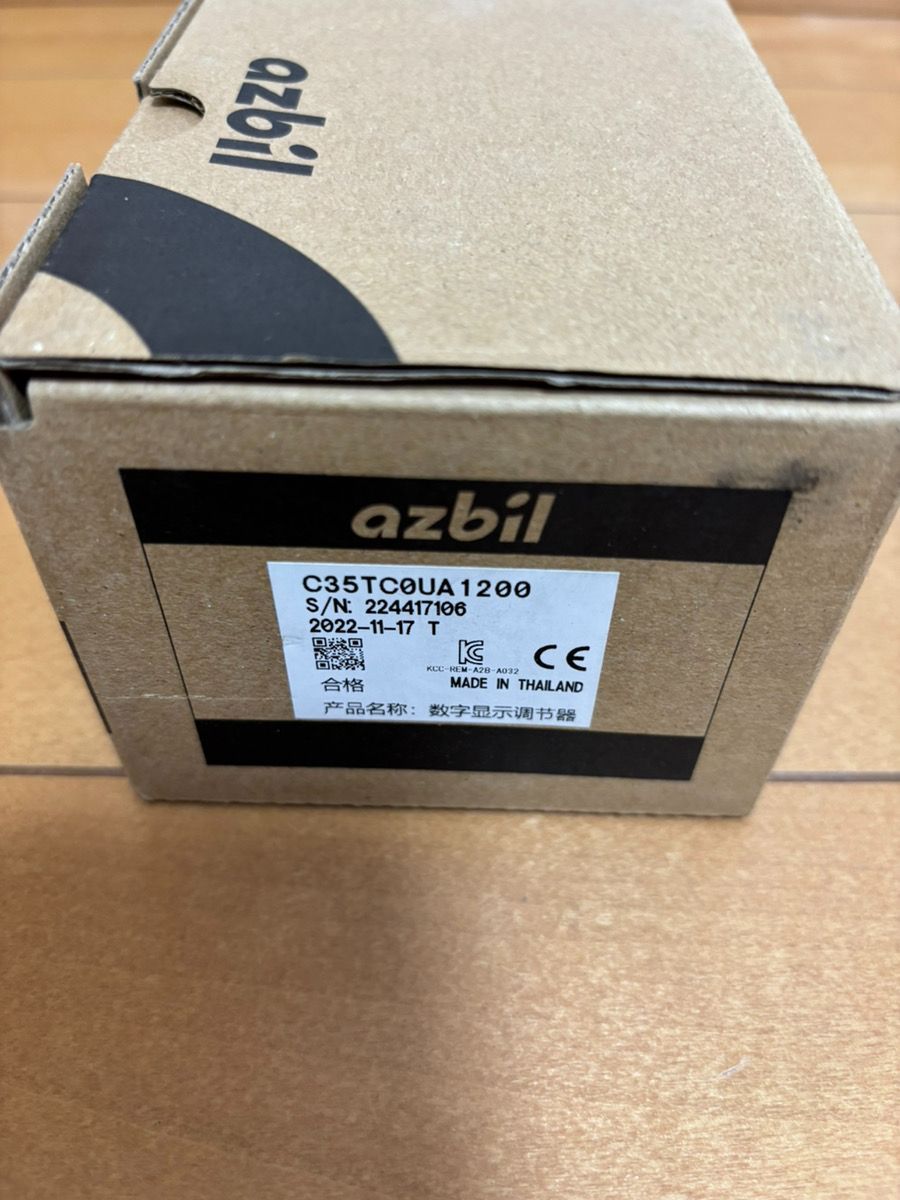 azbil
azbil
C35TC0UA1200
S/N: 224417106
2022-11-17 T
KCC-REM-A2B-A032
CE
合格
MADE IN THAILAND
产品名称：数字显示调节器